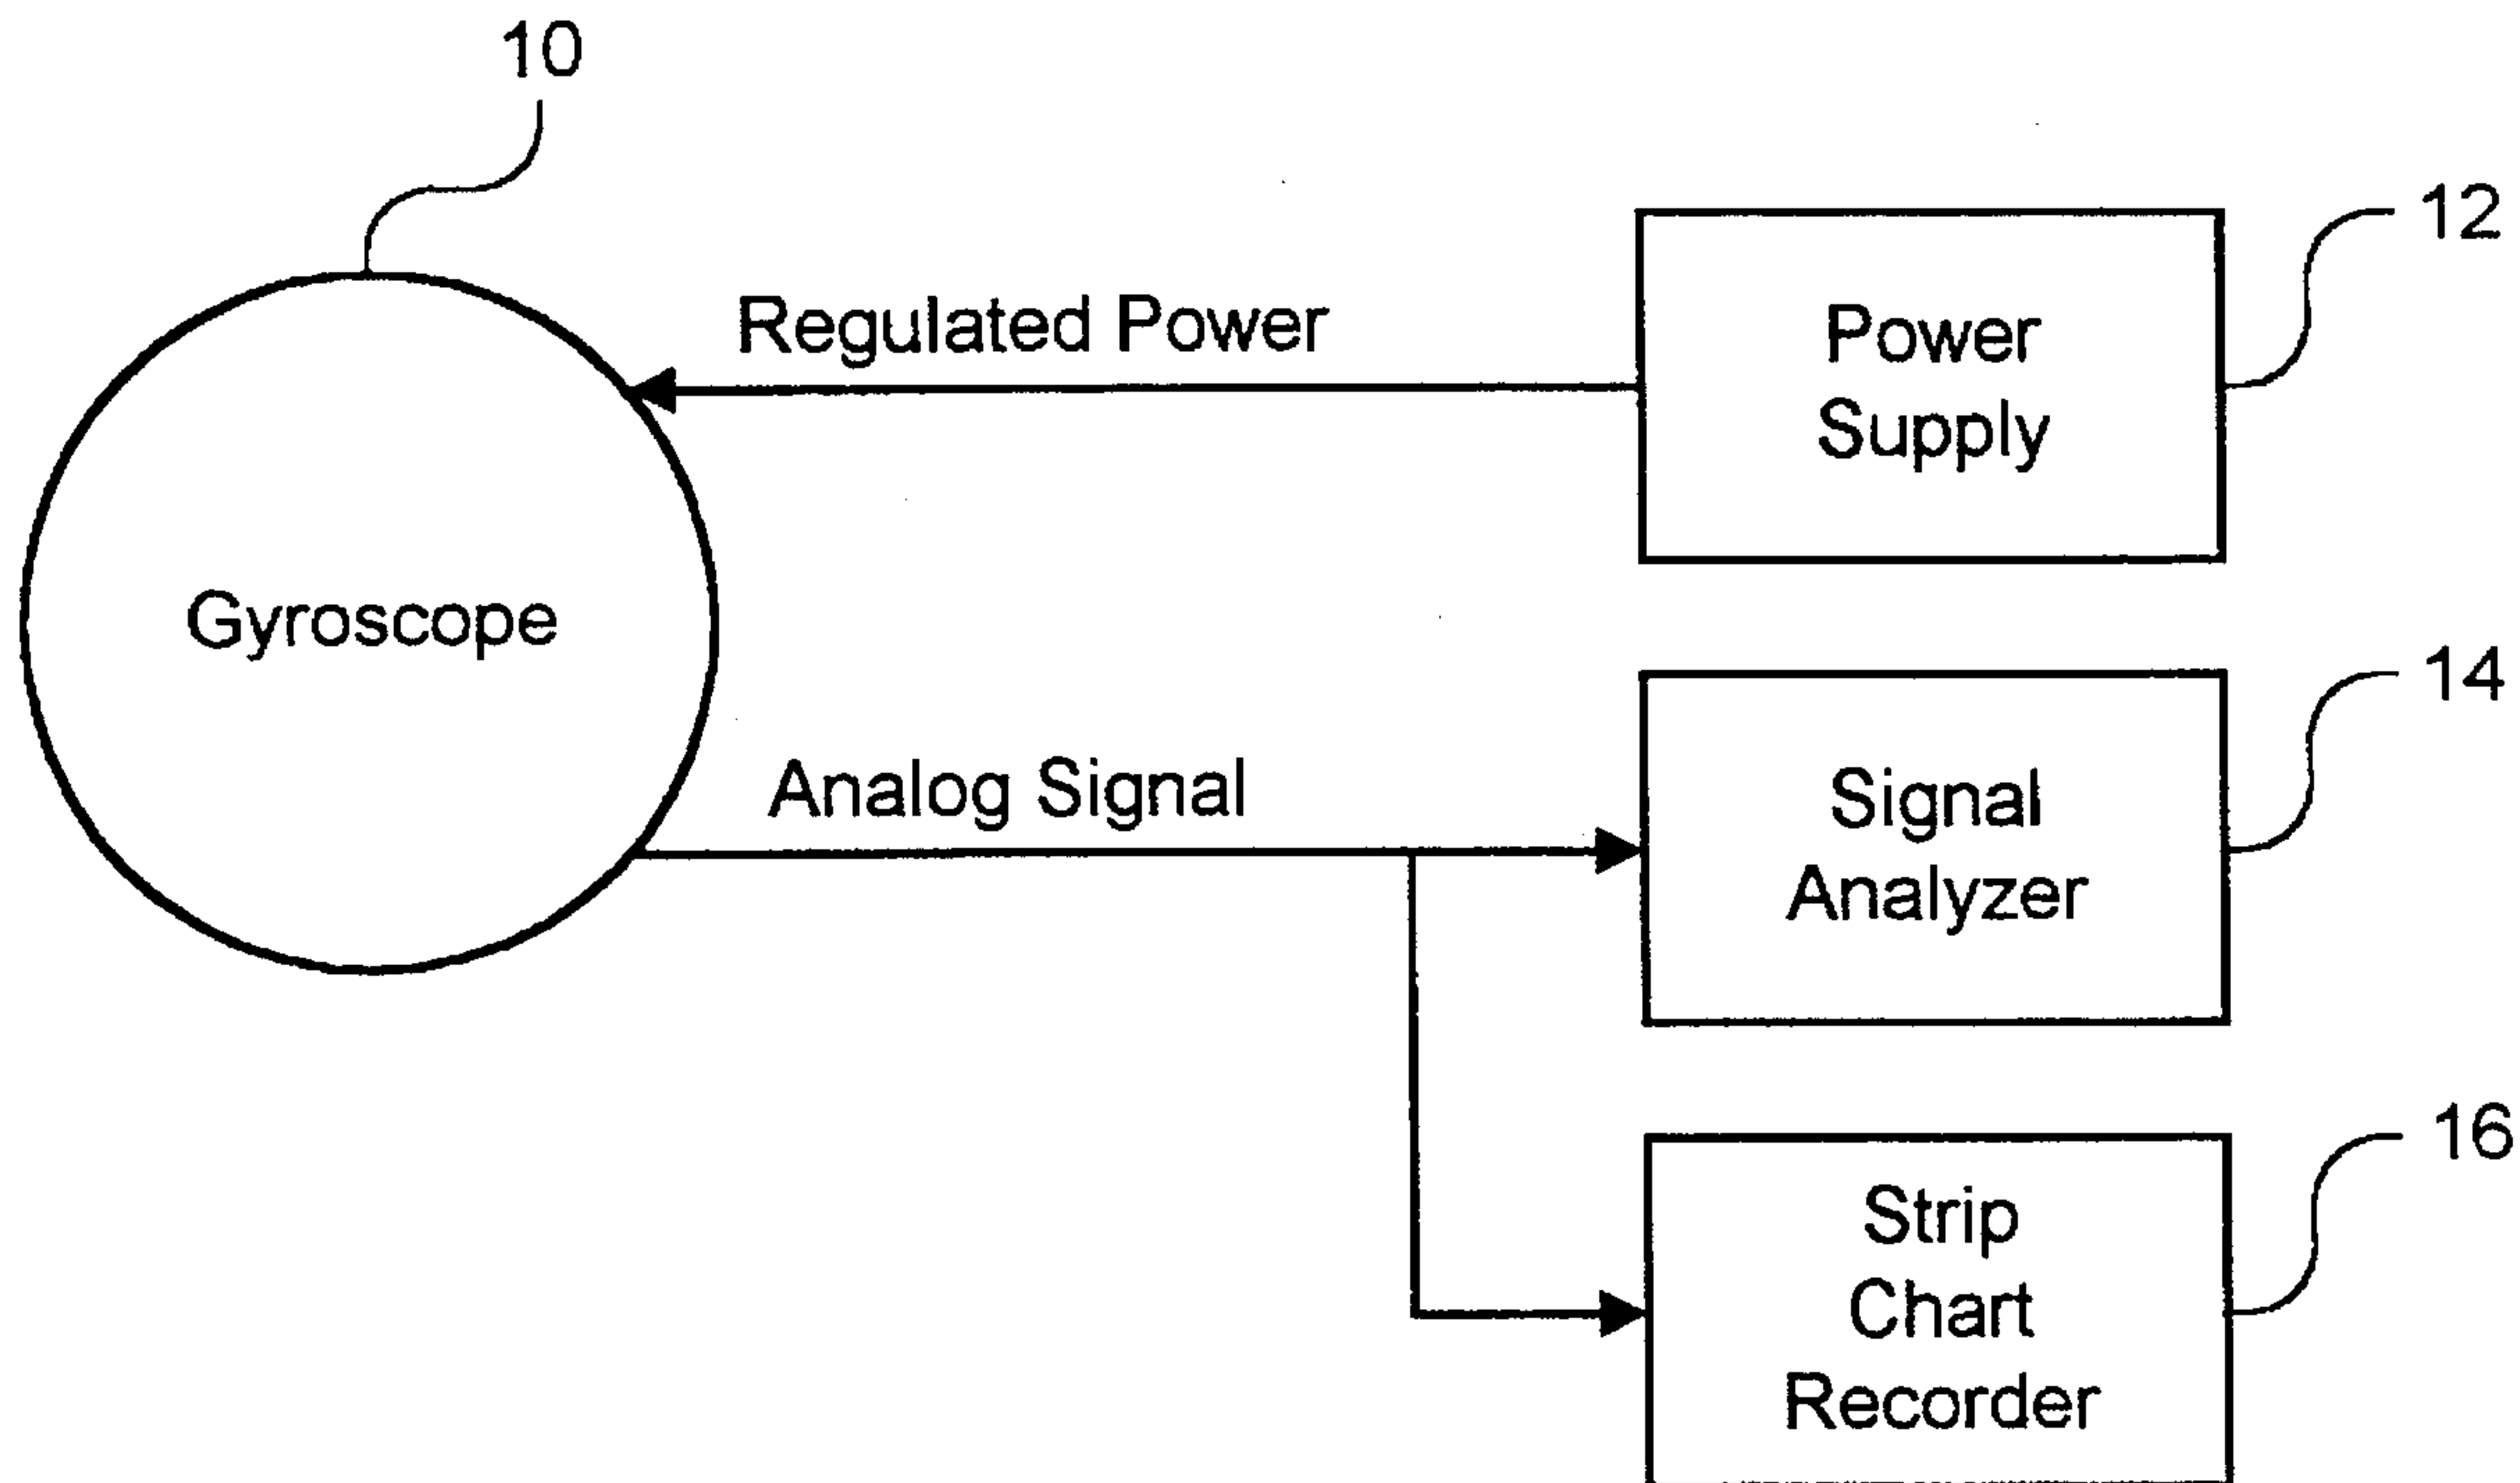 10
12
Regulated Power
Power
Supply
Gyroscope
14
Analog Signal
Signal
Analyzer
16
Strip
Chart
Recorder